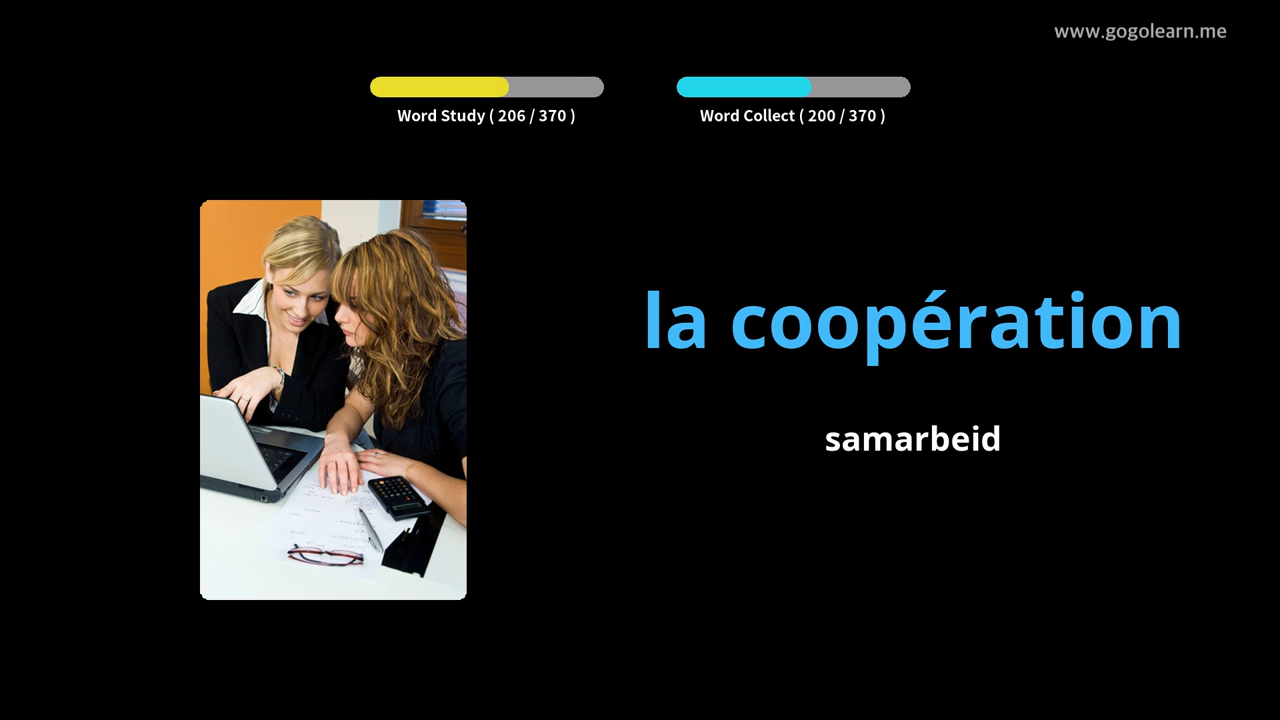 www.gogolearn.me
Word Study ( 206 / 370 )
Word Collect ( 200 / 370 )
la coopération
samarbeid